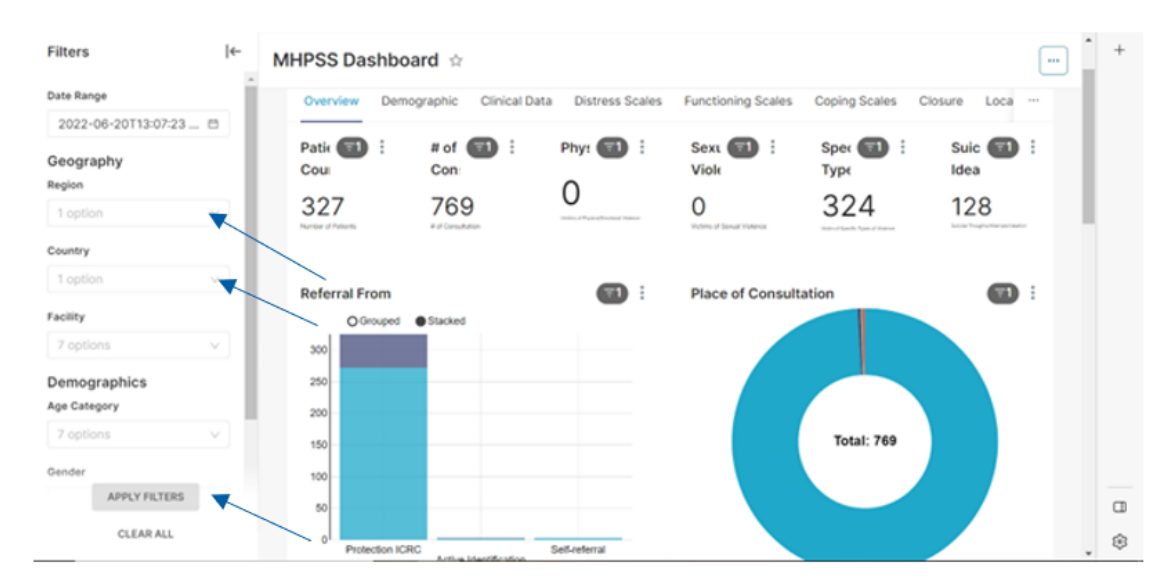 Filters
Date Range
2022-06-20T13:07:23 ...
Geography
Region
1 option
Country
1 option
Facility
7 options
Demographics
Age Category
7 options
Gender
APPLY FILTERS
CLEAR ALL
MHPSS Dashboard
Overview Demographic Clinical Data Distress Scales Functioning Scales Coping Scales Closure Loca ...
Patie 1 # of 1 Phys 1 Sexu 1 Spec 1 Suic 1
Cou Con Viole Type Idea
327 769 0 0 324 128
Number of Patients # of Consultation Victims of Sexual Violence
Referral From 1
Grouped Stacked
300
250
200
150
100
50
0
Protection ICRC Active Identification Self-referral
Place of Consultation 1
Total: 769